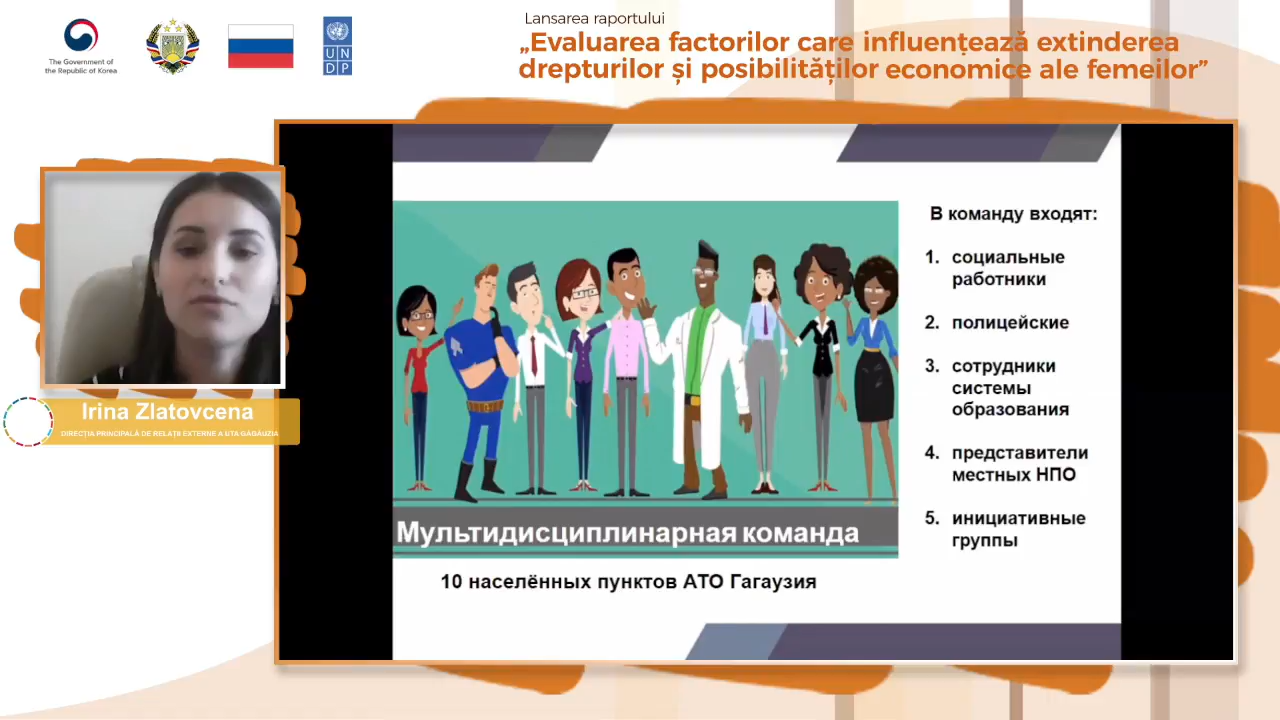 The Government of
the Republic of Korea
U N
D P
Lansarea raportului
„Evaluarea factorilor care influențează extinderea
drepturilor și posibilităților economice ale femeilor”
Irina Zlatovcena
DIRECȚIA PRINCIPALĂ DE RELAȚII EXTERNE A UTA GĂGĂUZIA
Мультидисциплинарная команда
10 населённых пунктов АТО Гагаузия
В команду входят:
1. социальные
работники
2. полицейские
3. сотрудники
системы
образования
4. представители
местных НПО
5. инициативные
группы